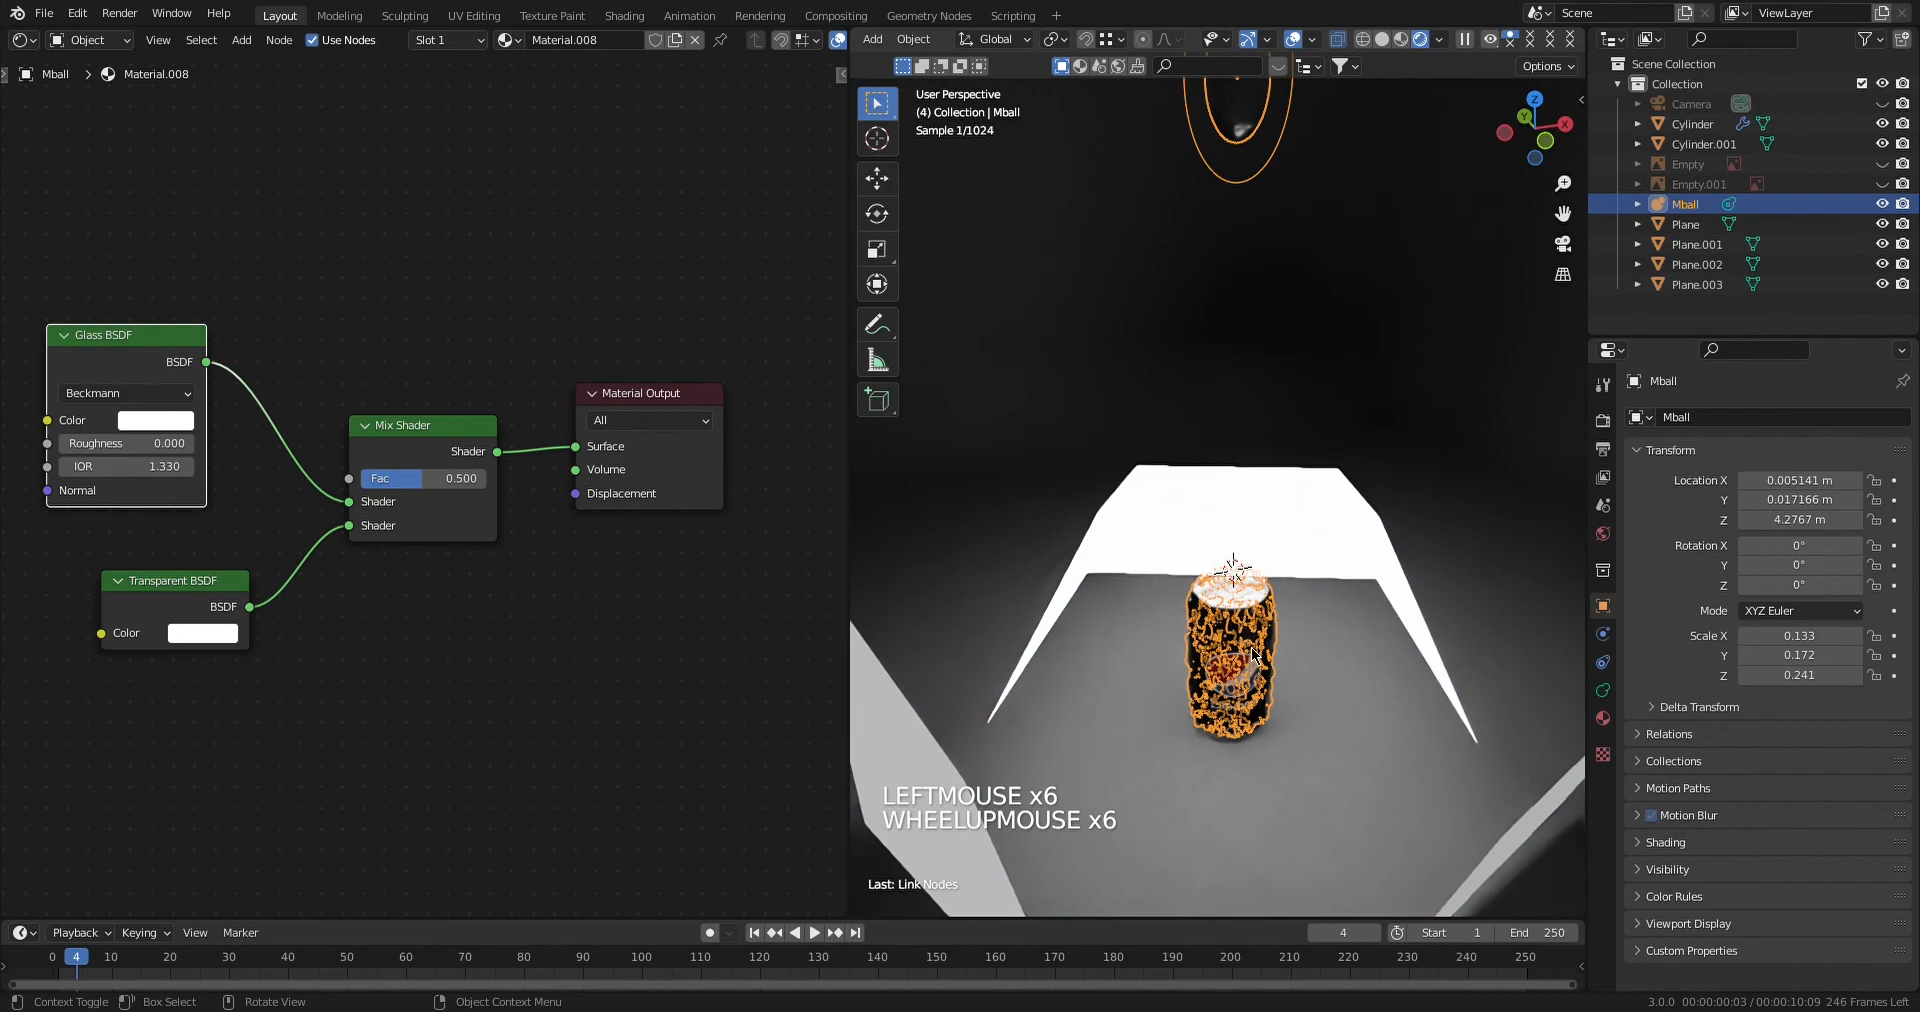 File Edit Render Window Help Layout Modeling Sculpting UV Editing Texture Paint Shading Animation Rendering Compositing Geometry Nodes Scripting + Scene ViewLayer
Object View Select Add Node Use Nodes Slot 1 Material.008 Add Object Global
Options
Mball > Material.008
User Perspective
(4) Collection | Mball
Sample 1/1024
Z
Y
X
Scene Collection
Collection
Camera
Cylinder
Cylinder.001
Empty
Empty.001
Mball
Plane
Plane.001
Plane.002
Plane.003
Glass BSDF
BSDF
Beckmann
Color
Roughness 0.000
IOR 1.330
Normal
Transparent BSDF
BSDF
Color
Mix Shader
Shader
Fac 0.500
Shader
Shader
Material Output
All
Surface
Volume
Displacement
LEFTMOUSE x6
WHEELUPMOUSE x6
Last: Link Nodes
Mball
Mball
Transform
Location X 0.005141 m
Y 0.017166 m
Z 4.2767 m
Rotation X 0°
Y 0°
Z 0°
Mode XYZ Euler
Scale X 0.133
Y 0.172
Z 0.241
Delta Transform
Relations
Collections
Motion Paths
Motion Blur
Shading
Visibility
Color Rules
Viewport Display
Custom Properties
Playback Keying View Marker 4 Start 1 End 250
0 4 10 20 30 40 50 60 70 80 90 100 110 120 130 140 150 160 170 180 190 200 210 220 230 240 250
Context Toggle Box Select Rotate View Object Context Menu 3.0.0 00:00:00:03 / 00:00:10:09 246 Frames Left